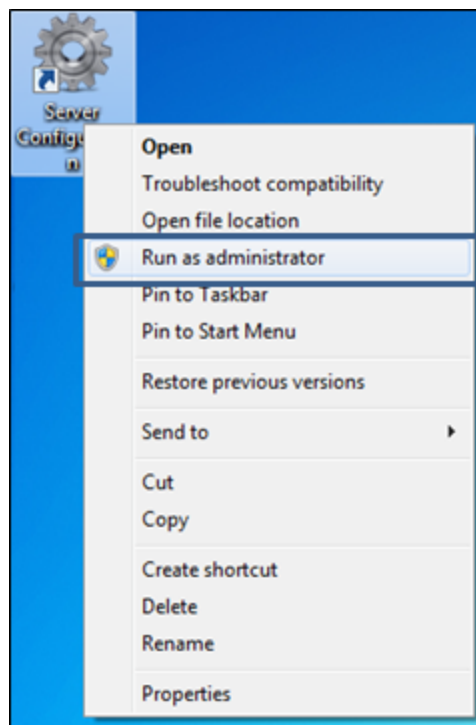 Server
Configu
n
Open
Troubleshoot compatibility
Open file location
Run as administrator
Pin to Taskbar
Pin to Start Menu
Restore previous versions
Send to
Cut
Copy
Create shortcut
Delete
Rename
Properties